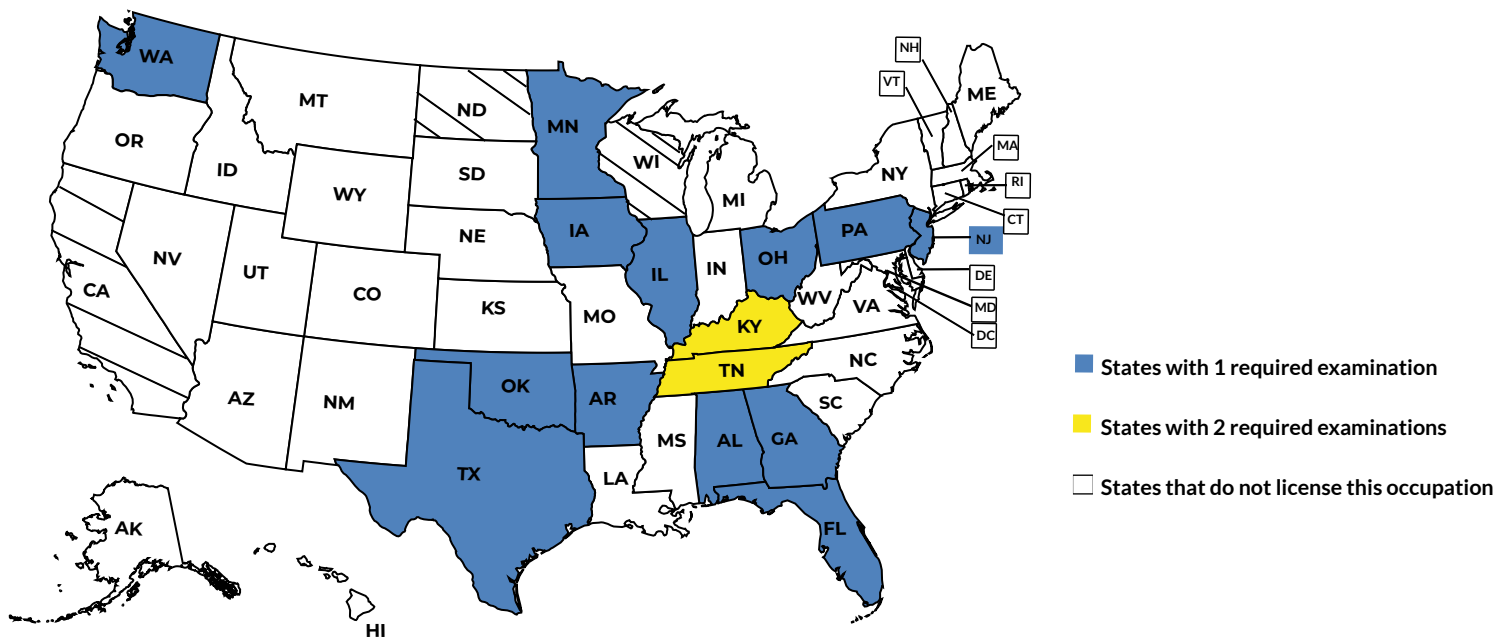 WA
MT
ND
MN
OR
ID
WY
SD
WI
MI
NY
NH
VT
ME
MA
RI
CT
NJ
DE
MD
DC
NV
UT
CA
CO
NE
IA
IL
IN
OH
PA
WV
VA
KS
MO
KY
TN
NC
SC
AZ
NM
OK
AR
TX
LA
MS
AL
GA
FL
AK
HI
States with 1 required examination
States with 2 required examinations
States that do not license this occupation